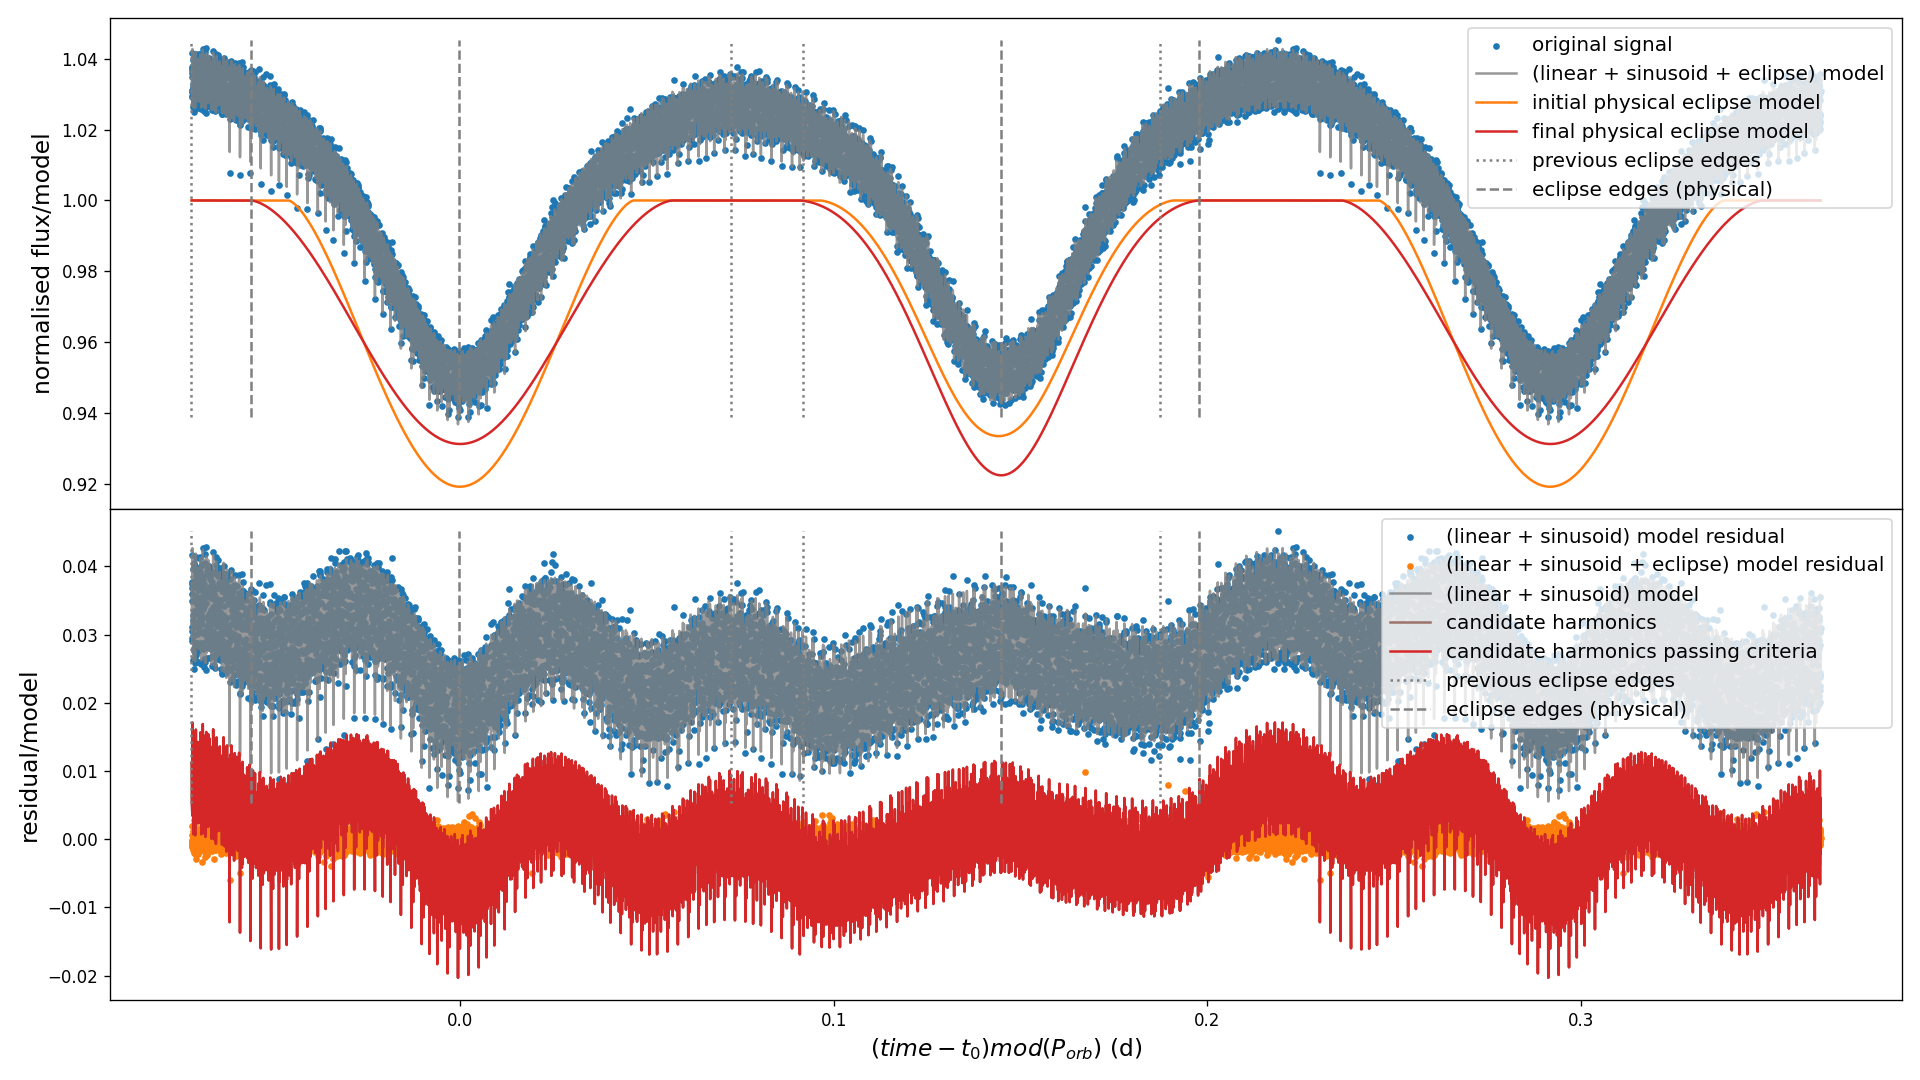 normalised flux/model
1.04
1.02
1.00
0.98
0.96
0.94
0.92
original signal
(linear + sinusoid + eclipse) model
initial physical eclipse model
final physical eclipse model
previous eclipse edges
eclipse edges (physical)
residual/model
0.04
0.03
0.02
0.01
0.00
−0.01
−0.02
(linear + sinusoid) model residual
(linear + sinusoid + eclipse) model residual
(linear + sinusoid) model
candidate harmonics
candidate harmonics passing criteria
previous eclipse edges
eclipse edges (physical)
0.0 0.1 0.2 0.3
(time − t₀)mod(Pₒᵣb) (d)